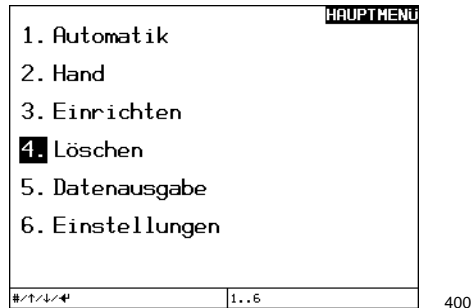 HAUPTMENÜ
1. Automatik
2. Hand
3. Einrichten
4. Löschen
5. Datenausgabe
6. Einstellungen
#/↑/↓/↵ 1..6
400